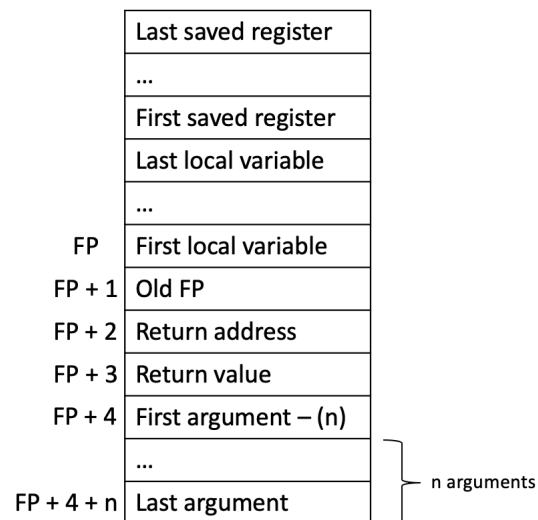 Last saved register
...
First saved register
Last local variable
...
FP First local variable
FP + 1 Old FP
FP + 2 Return address
FP + 3 Return value
FP + 4 First argument – (n)
...
n arguments
FP + 4 + n Last argument